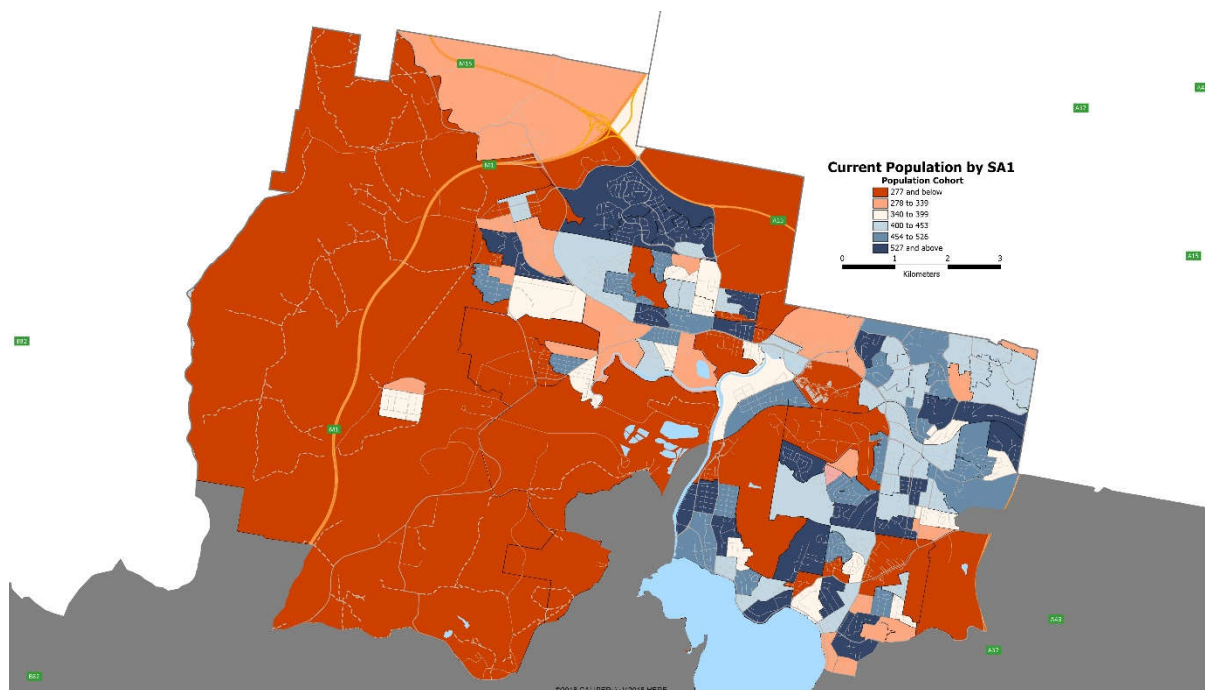 M15
A37
A43
Current Population by SA1
Population Cohort
277 and below
278 to 339
340 to 399
400 to 453
454 to 526
527 and above
0 1 2 3
Kilometers
M1
A15
A15
B82
M1
A43
A37
B82